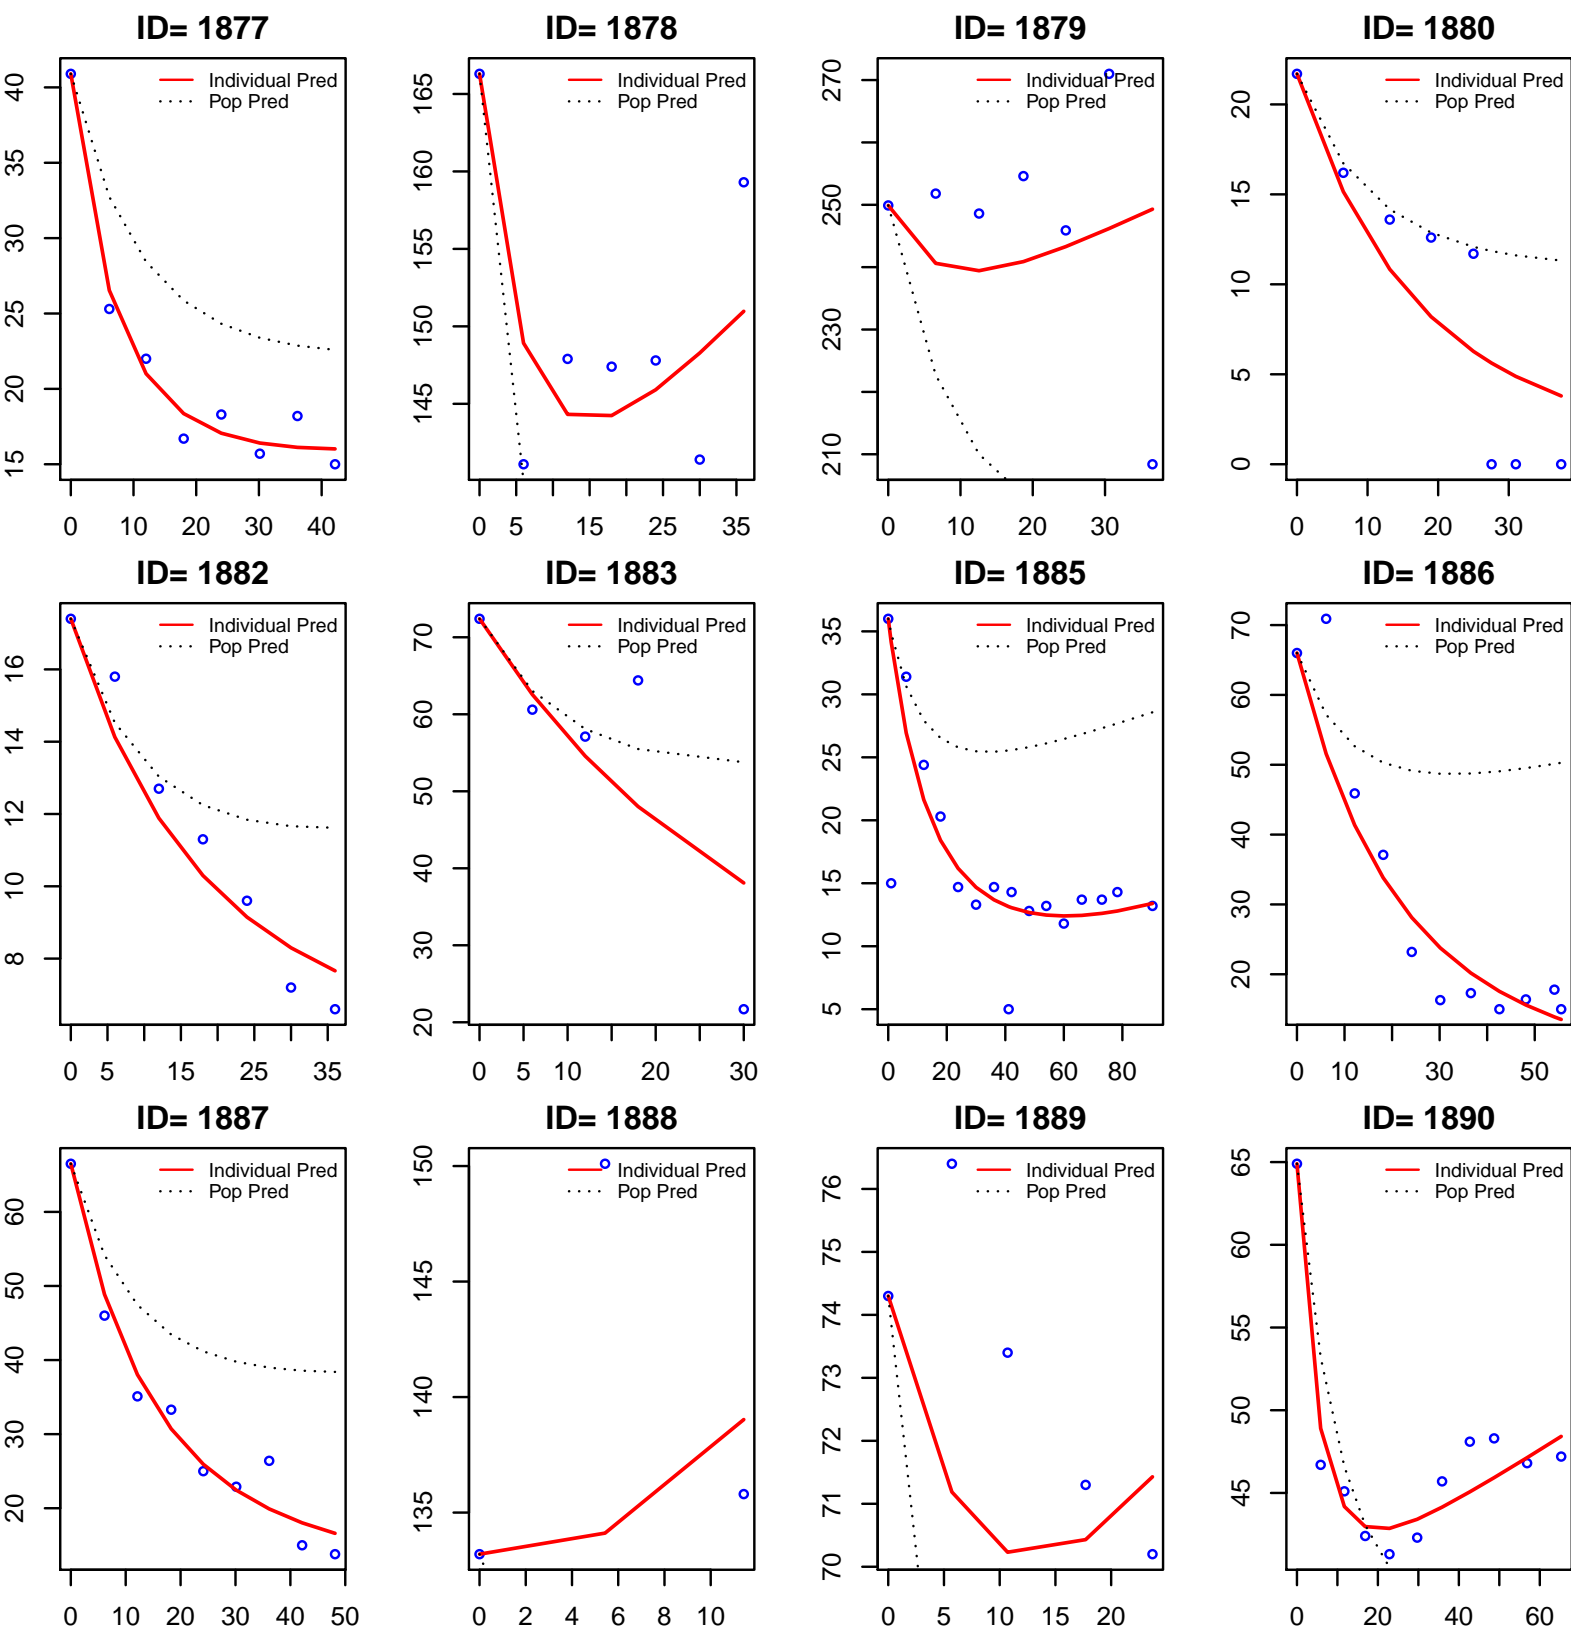 ID= 1877
ID= 1878
ID= 1879
ID= 1880
40
35
30
25
20
15
Individual Pred
Pop Pred
0 10 20 30 40
165
160
155
150
145
Individual Pred
Pop Pred
0 5 15 25 35
270
250
230
210
Individual Pred
Pop Pred
0 10 20 30
20
15
10
5
0
Individual Pred
Pop Pred
0 10 20 30
ID= 1882
ID= 1883
ID= 1885
ID= 1886
16
14
12
10
8
Individual Pred
Pop Pred
0 5 15 25 35
70
60
50
40
30
20
Individual Pred
Pop Pred
0 5 10 20 30
35
30
25
20
15
10
5
Individual Pred
Pop Pred
0 20 40 60 80
70
60
50
40
30
20
Individual Pred
Pop Pred
0 10 30 50
ID= 1887
ID= 1888
ID= 1889
ID= 1890
60
50
40
30
20
Individual Pred
Pop Pred
0 10 20 30 40 50
150
145
140
135
Individual Pred
Pop Pred
0 2 4 6 8 10
76
75
74
73
72
71
70
Individual Pred
Pop Pred
0 5 10 15 20
65
60
55
50
45
Individual Pred
Pop Pred
0 20 40 60